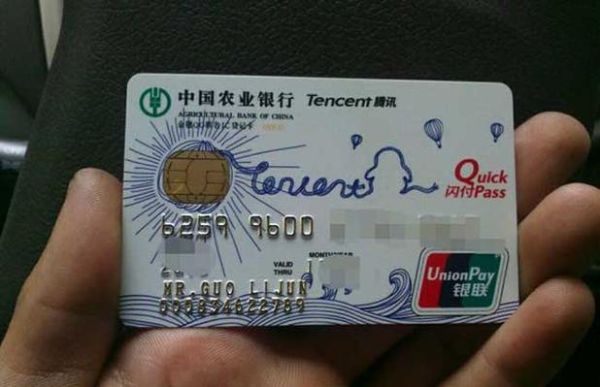 中国农业银行 Tencent 腾讯
AGRICULTURAL BANK OF CHINA
Tencent
Quick
闪付Pass
6259 9600
MONTH/YEAR
VALID
THRU
MR.GUO LIJUN
000834622789
UnionPay
银联